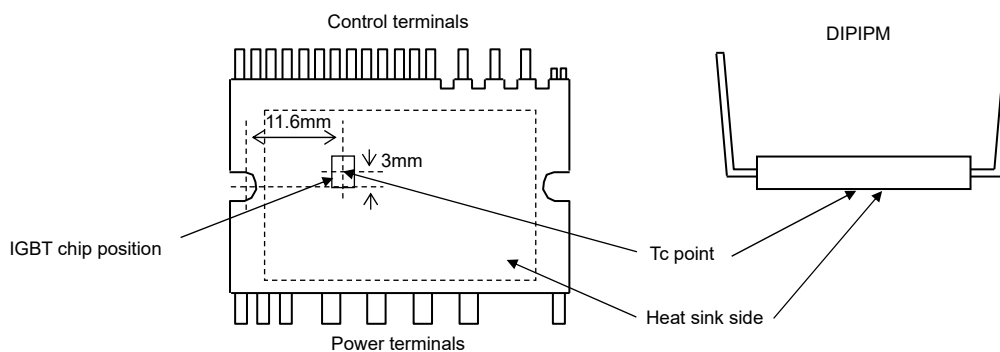 Control terminals
DIPIPM
11.6mm
3mm
IGBT chip position
Tc point
Heat sink side
Power terminals